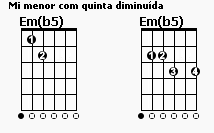 Mi menor com quinta diminuída
Em(b5) Em(b5)
1 1 2
2
3 4